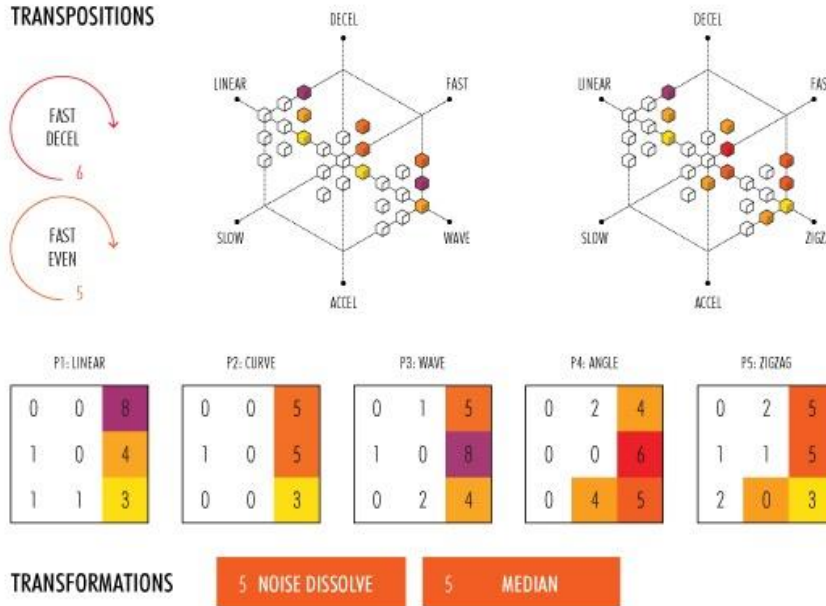 TRANSPOSITIONS
FAST
DECEL
6
FAST
EVEN
5
DECEL
LINEAR
FAST
SLOW
WAVE
ACCEL
DECEL
LINEAR
FAS
SLOW
ZIGZA
ACCEL
P1: LINEAR
0 0 8
1 0 4
1 1 3
P2: CURVE
0 0 5
1 0 5
0 0 3
P3: WAVE
0 1 5
1 0 8
0 2 4
P4: ANGLE
0 2 4
0 0 6
0 4 5
P5: ZIGZAG
0 2 5
1 1 5
2 0 3
TRANSFORMATIONS
5 NOISE DISSOLVE
5 MEDIAN